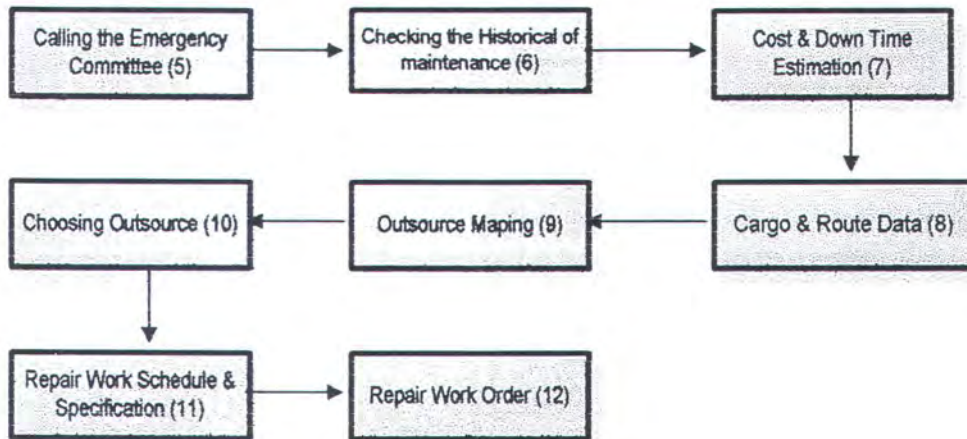 Calling the Emergency
Committee (5)
Checking the Historical of
maintenance (6)
Cost & Down Time
Estimation (7)
Cargo & Route Data (8)
Outsource Maping (9)
Choosing Outsource (10)
Repair Work Schedule &
Specification (11)
Repair Work Order (12)